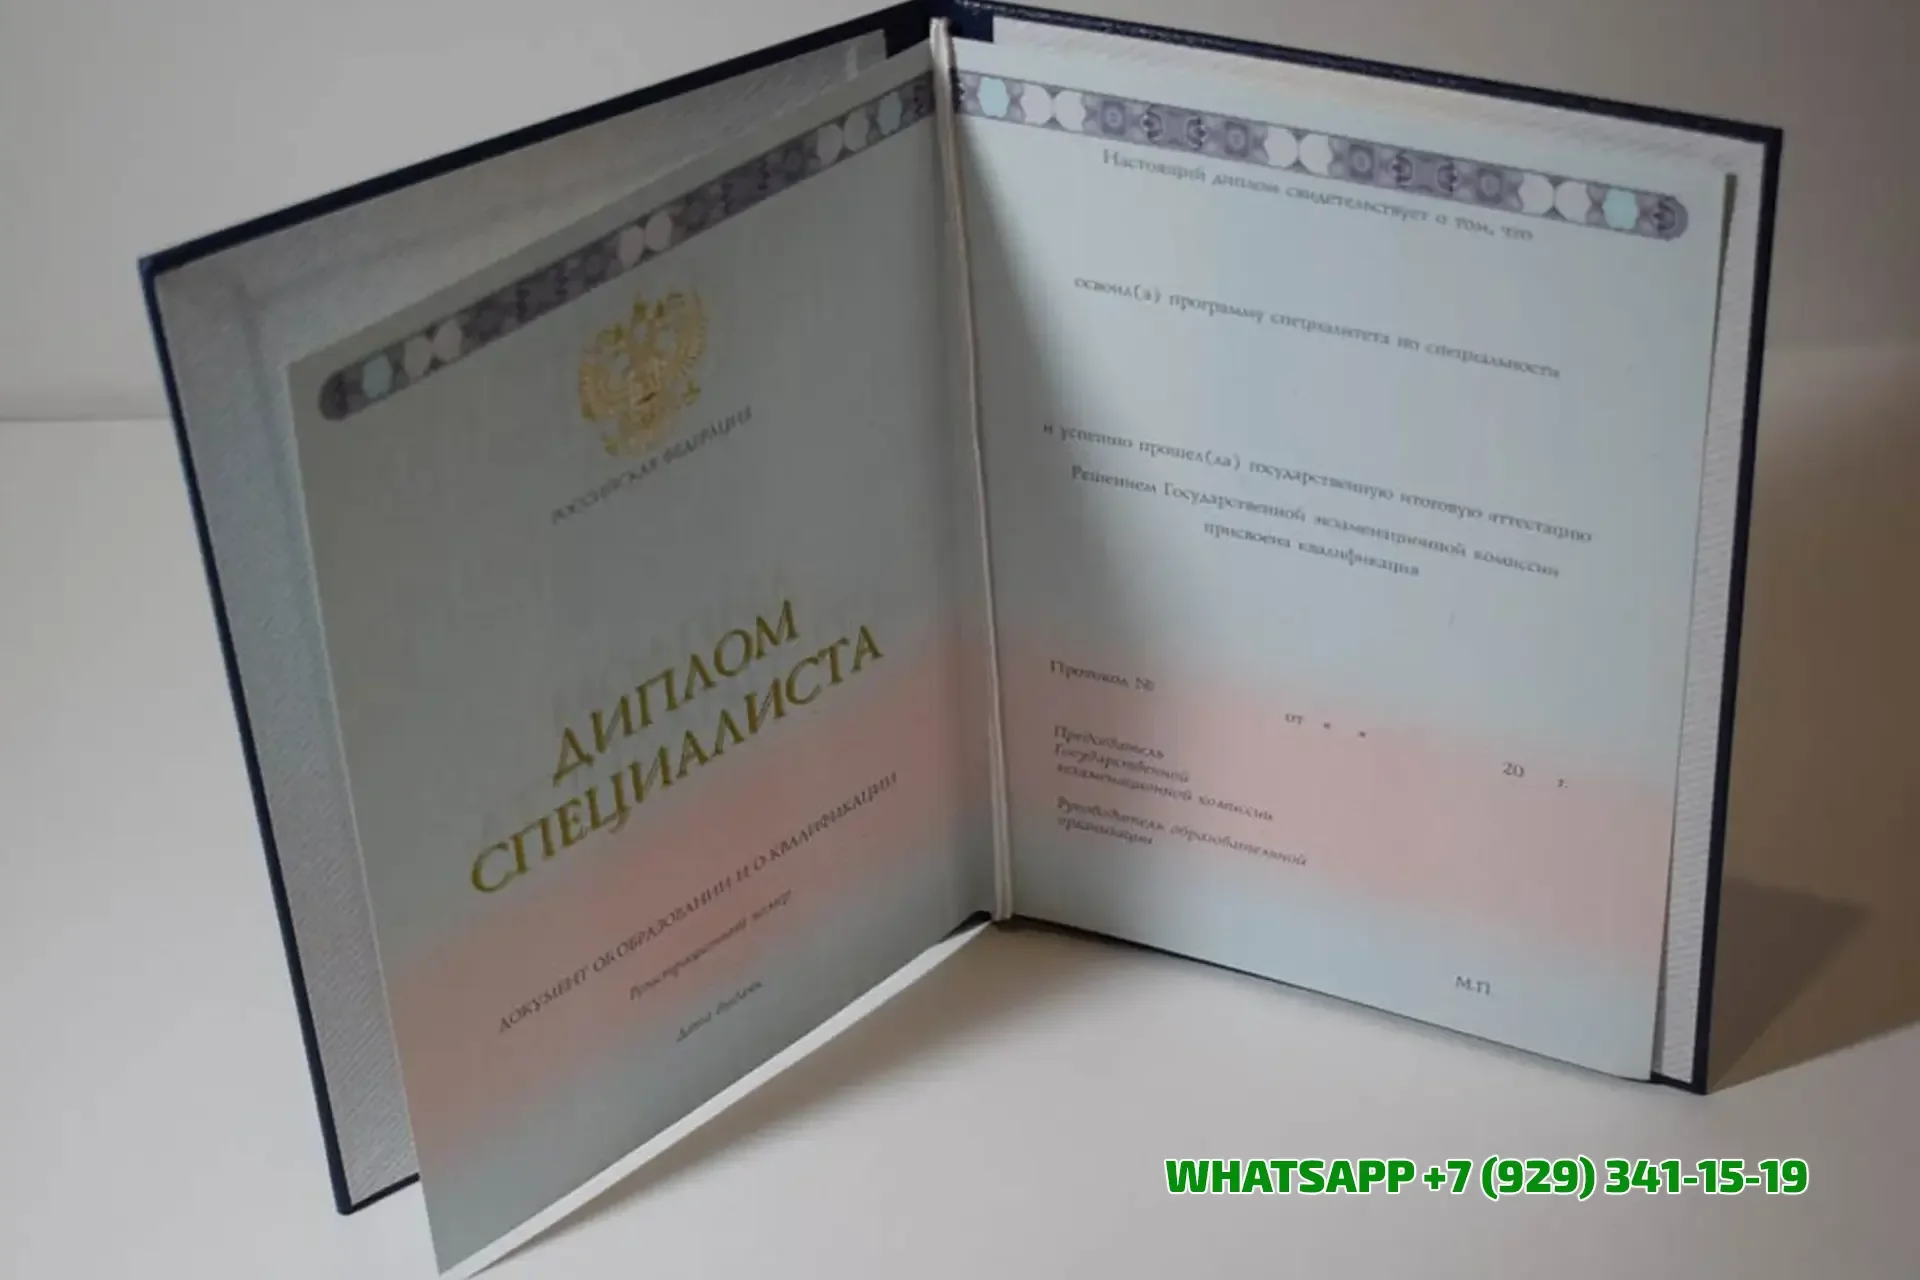 РОССИЙСКАЯ ФЕДЕРАЦИЯ
ДИПЛОМ
СПЕЦИАЛИСТА
ДОКУМЕНТ ОБ ОБРАЗОВАНИИ И О КВАЛИФИКАЦИИ
Регистрационный номер
Дата выдачи
Настоящий диплом свидетельствует о том, что
освоил(а) программу специалитета по специальности
и успешно прошел(ла) государственную итоговую аттестацию
Решением Государственной экзаменационной комиссии
присвоена квалификация
Протокол №
от « » 20 г.
Председатель
Государственной
экзаменационной комиссии
Руководитель образовательной
организации
М.П.
WHATSAPP +7 (929) 341-15-19